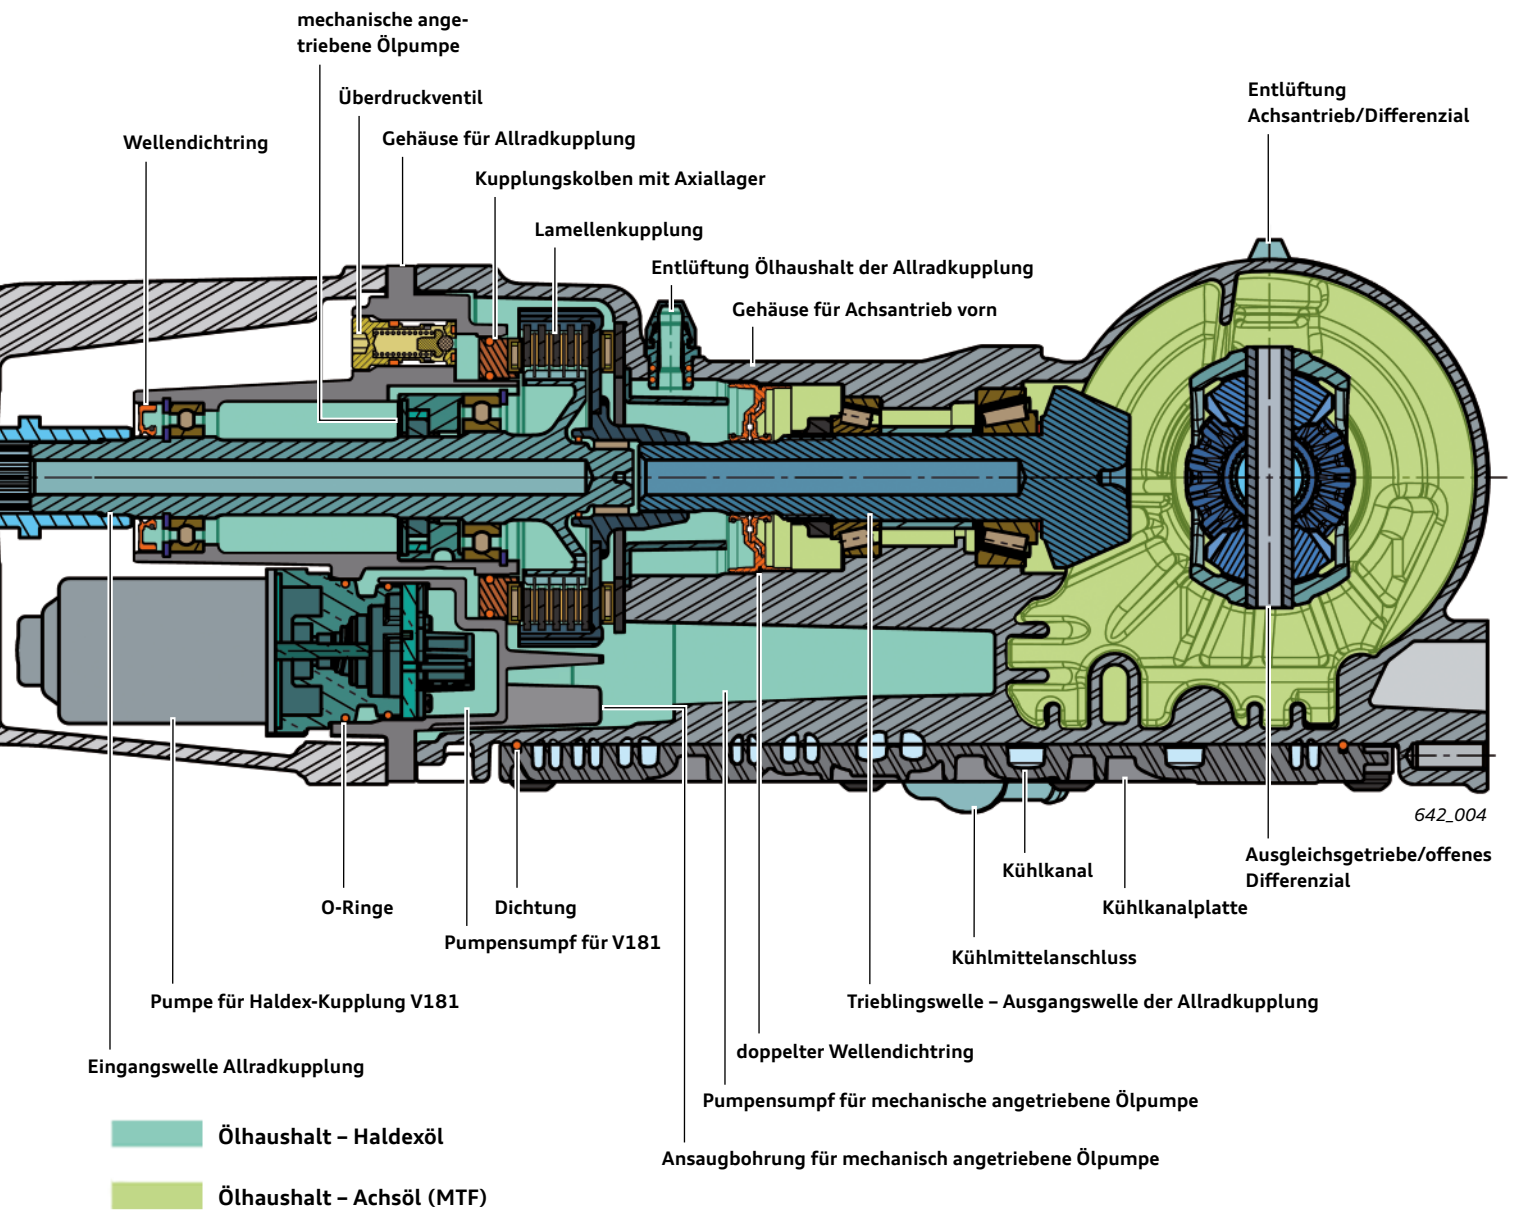 mechanische ange-
triebene Ölpumpe
Überdruckventil
Wellendichtring
Gehäuse für Allradkupplung
Kupplungskolben mit Axiallager
Lamellenkupplung
Entlüftung Ölhaushalt der Allradkupplung
Gehäuse für Achsantrieb vorn
Entlüftung
Achsantrieb/Differenzial
642_004
Ausgleichsgetriebe/offenes
Differenzial
Kühlkanal
Kühlkanalplatte
O-Ringe
Dichtung
Pumpensumpf für V181
Kühlmittelanschluss
Pumpe für Haldex-Kupplung V181
Trieblingswelle – Ausgangswelle der Allradkupplung
doppelter Wellendichtring
Eingangswelle Allradkupplung
Pumpensumpf für mechanische angetriebene Ölpumpe
Ansaugbohrung für mechanisch angetriebene Ölpumpe
Ölhaushalt – Haldexöl
Ölhaushalt – Achsöl (MTF)